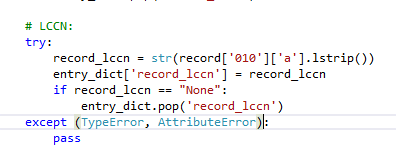 # LCCN:
try:
    record_lccn = str(record['010']['a'].lstrip())
    entry_dict['record_lccn'] = record_lccn
    if record_lccn == "None":
        entry_dict.pop('record_lccn')
except (TypeError, AttributeError):
    pass